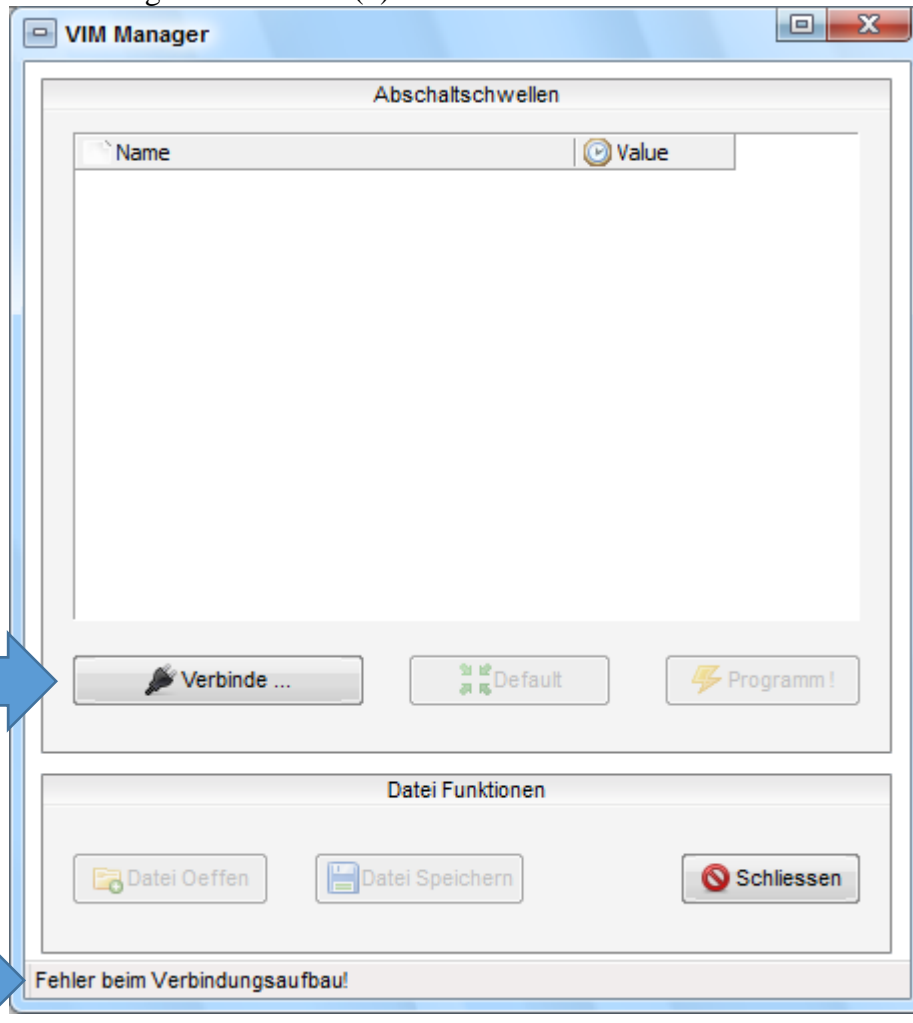 VIM Manager
Abschaltschwellen
Name Value
Verbinde ... Default Programm!
Datei Funktionen
Datei Oeffen Datei Speichern Schliessen
Fehler beim Verbindungsaufbau!